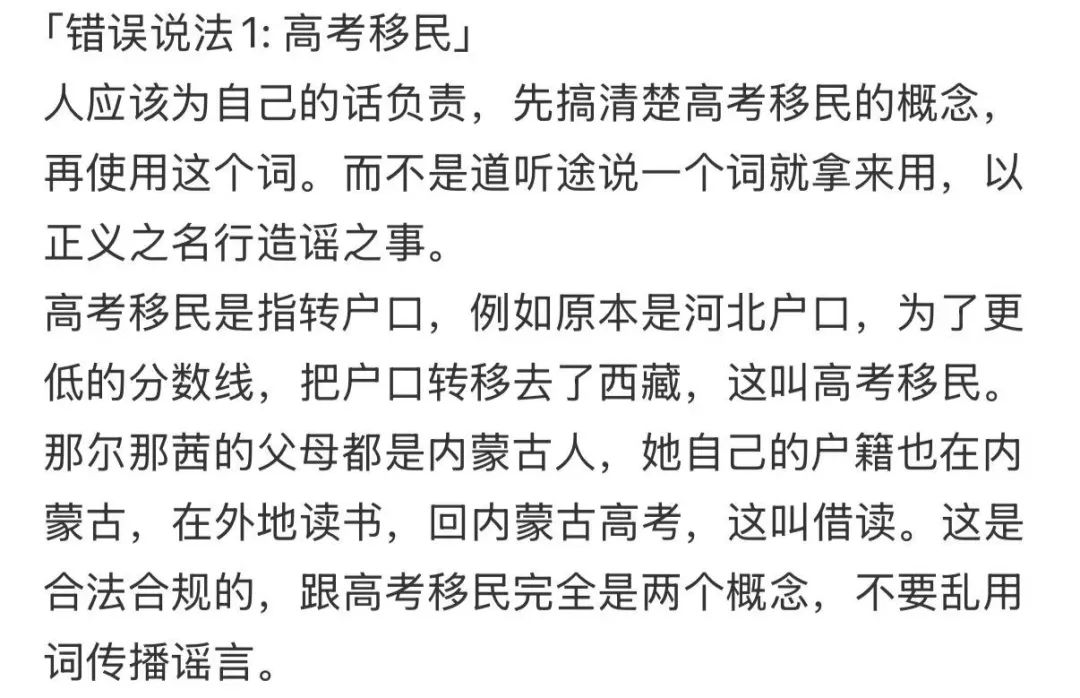 「错误说法1: 高考移民」
人应该为自己的话负责，先搞清楚高考移民的概念，
再使用这个词。而不是道听途说一个词就拿来用，以
正义之名行造谣之事。
高考移民是指转户口，例如原本是河北户口，为了更
低的分数线，把户口转移去了西藏，这叫高考移民。
那尔那茜的父母都是内蒙古人，她自己的户籍也在内
蒙古，在外地读书，回内蒙古高考，这叫借读。这是
合法合规的，跟高考移民完全是两个概念，不要乱用
词传播谣言。